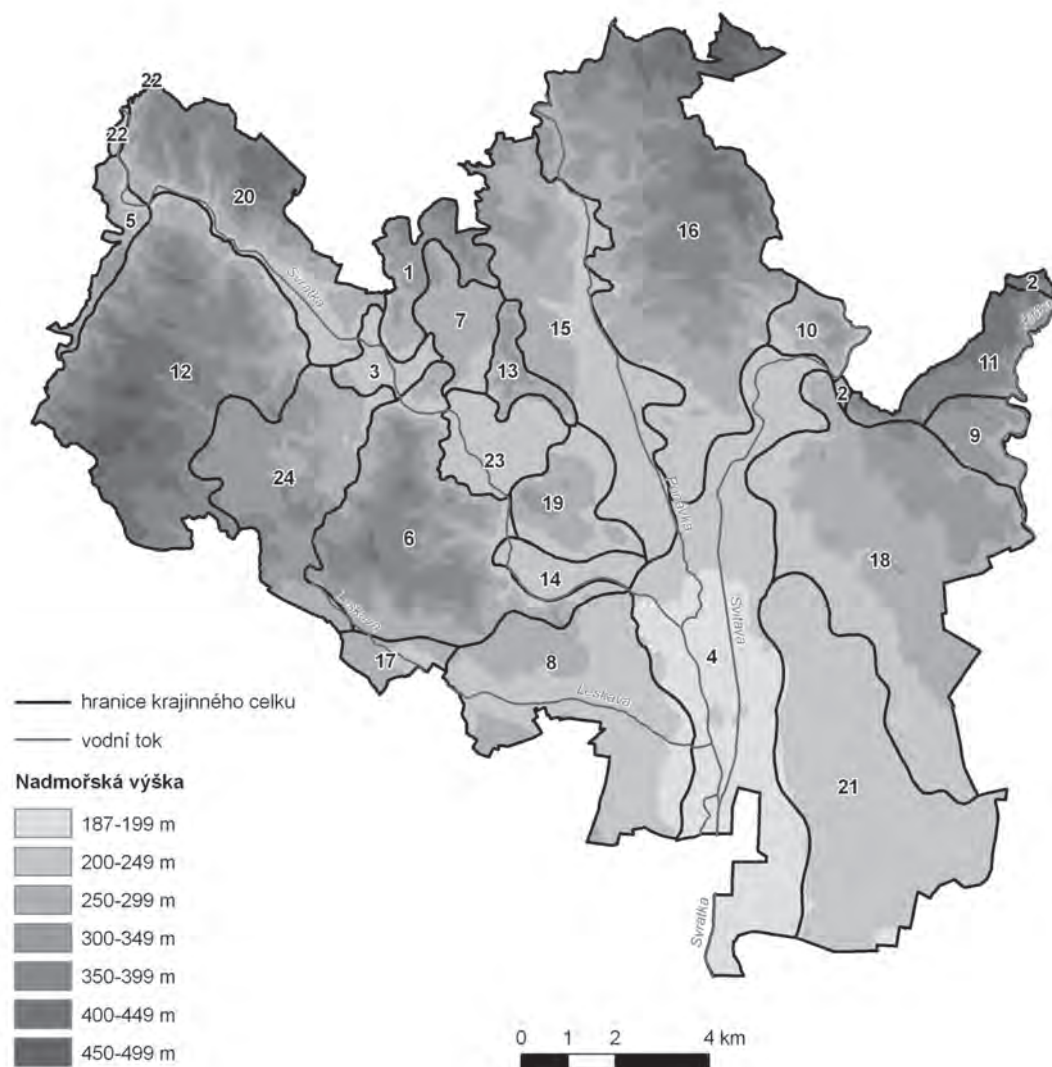 22
22
20
5
Svratka
1
16
7
15
10
2
11
12
3
13
2
9
23
24
19
18
6
Ponávka
14
Svitava
Leskava
4
17
8
Leskava
21
Svratka
hranice krajinného celku
vodní tok
Nadmořská výška
187-199 m
200-249 m
250-299 m
300-349 m
350-399 m
400-449 m
450-499 m
0 1 2 4 km